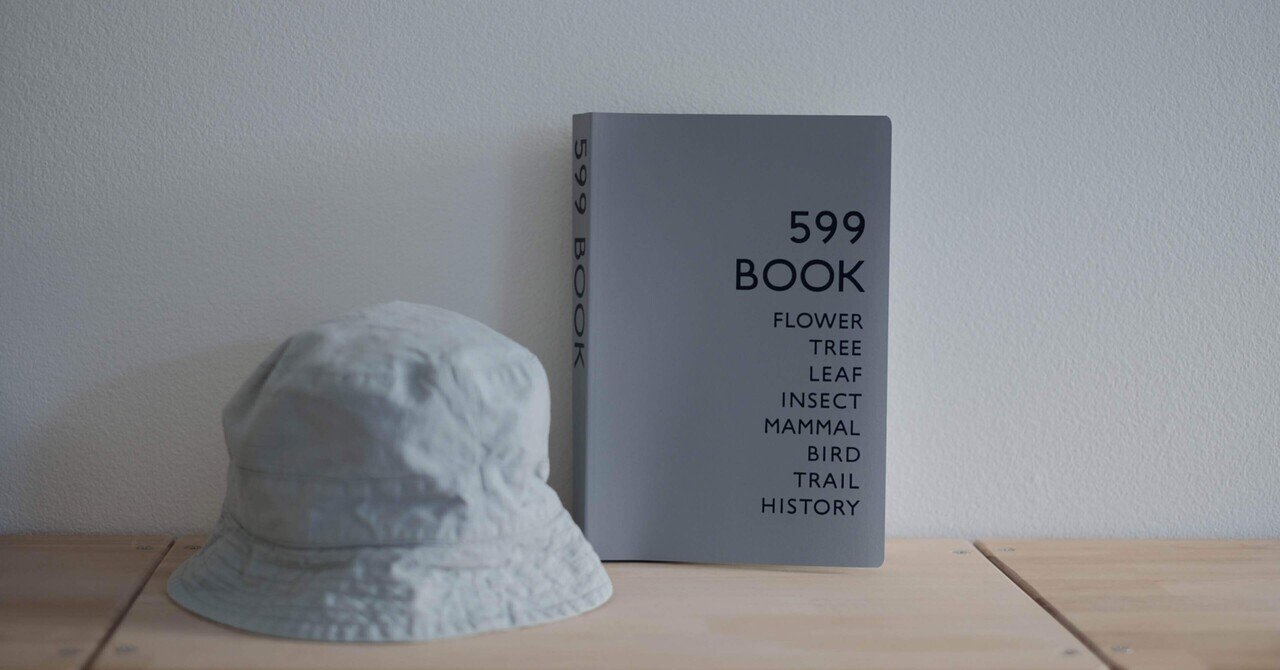 599 BOOK
599
BOOK
FLOWER
TREE
LEAF
INSECT
MAMMAL
BIRD
TRAIL
HISTORY